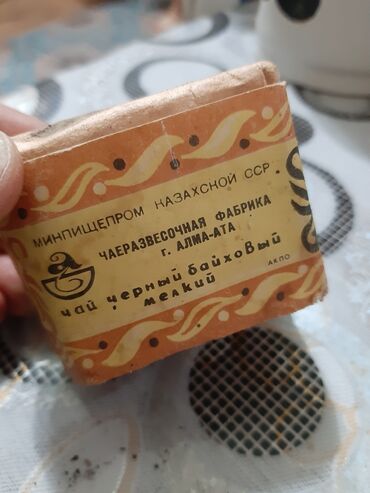 МИНПИЩЕПРОМ КАЗАХСКОЙ ССР
ЧАЕРАЗВЕСОЧНАЯ ФАБРИКА
г. АЛМА-АТА
чай черный байховый
мелкий
АКПО